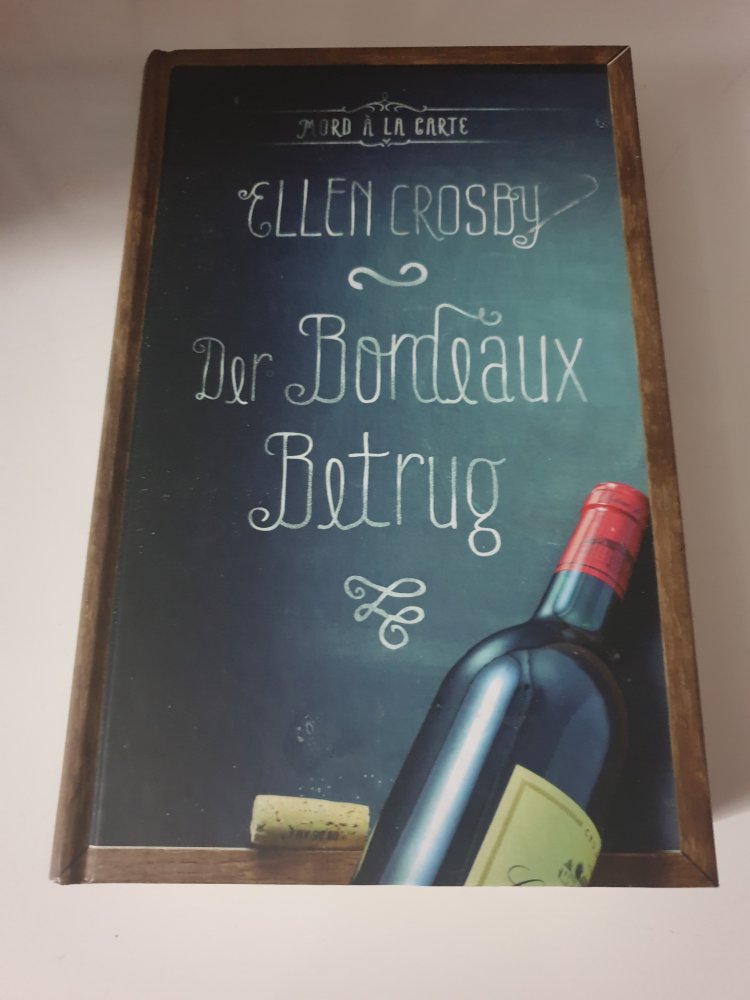 MORD À LA CARTE
ELLEN CROSBY
Der Bordeaux
Betrug